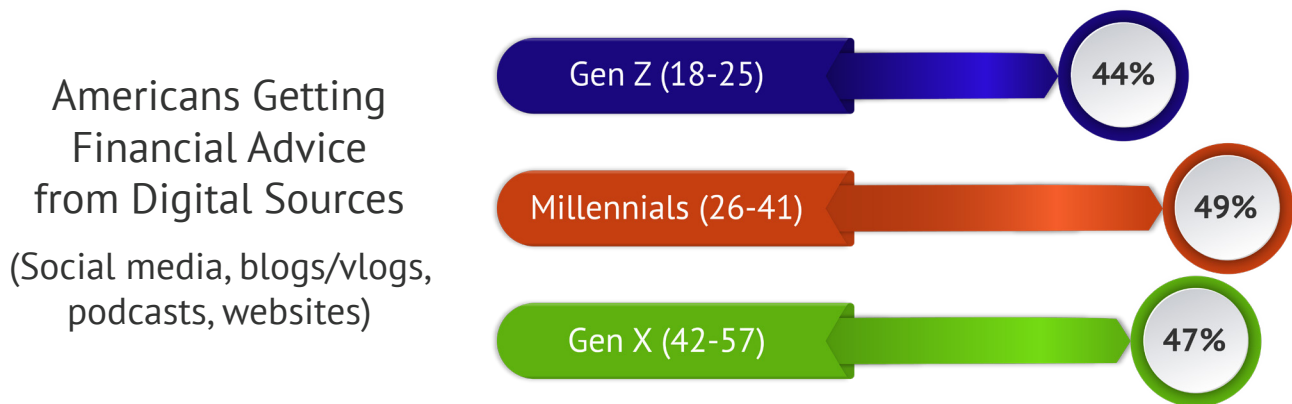 Americans Getting
Financial Advice
from Digital Sources
(Social media, blogs/vlogs,
podcasts, websites)
Gen Z (18-25)
44%
Millennials (26-41)
49%
Gen X (42-57)
47%